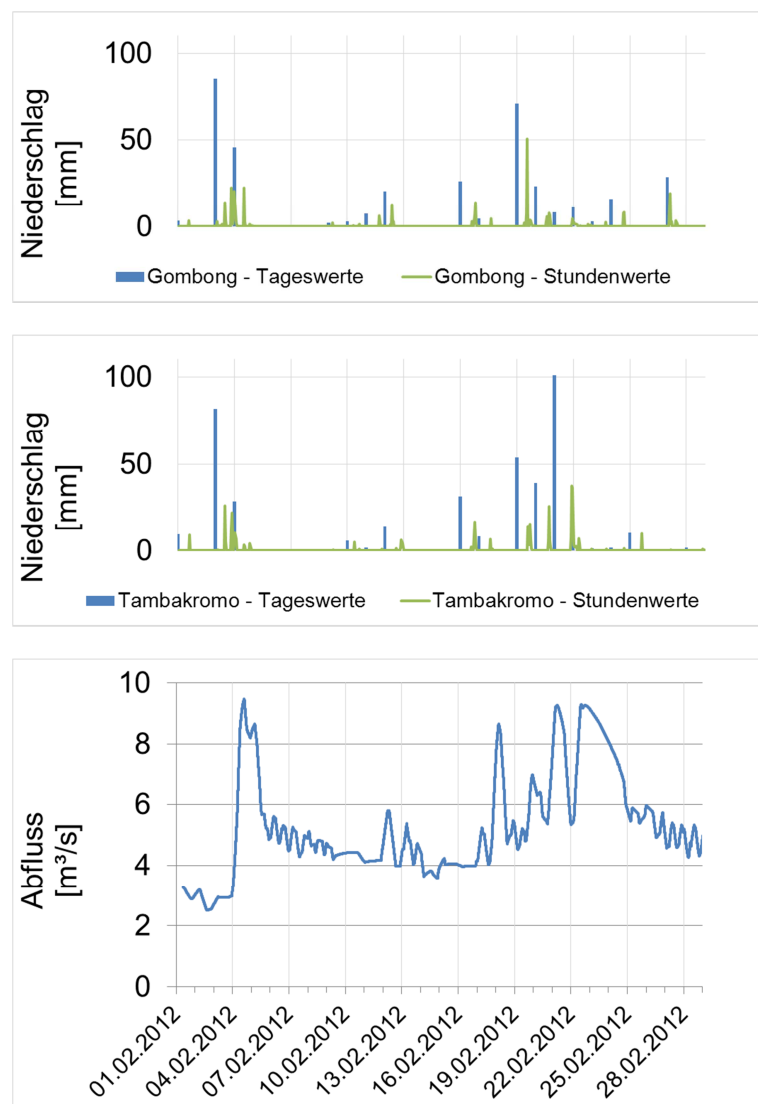 Niederschlag
[mm]
100
50
0
Gombong - Tageswerte
Gombong - Stundenwerte
Niederschlag
[mm]
100
50
0
Tambakromo - Tageswerte
Tambakromo - Stundenwerte
Abfluss
[m³/s]
10
8
6
4
2
0
01.02.2012
04.02.2012
07.02.2012
10.02.2012
13.02.2012
16.02.2012
19.02.2012
22.02.2012
25.02.2012
28.02.2012